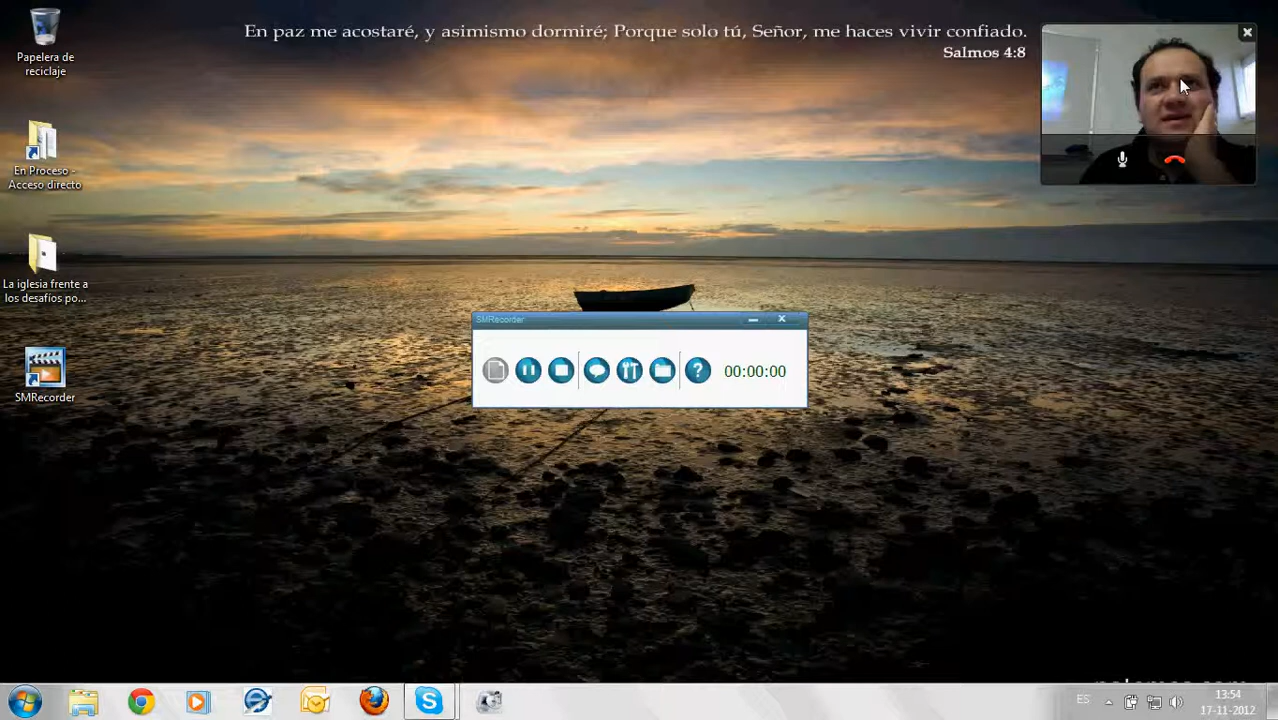 En paz me acostaré, y asimismo dormiré; Porque solo tú, Señor, me haces vivir confiado.
Salmos 4:8
Papelera de
reciclaje
En Proceso -
Acceso directo
La iglesia frente a
los desafíos po...
SMRecorder
SMRecorder
00:00:00
ES
13:54
17-11-2012